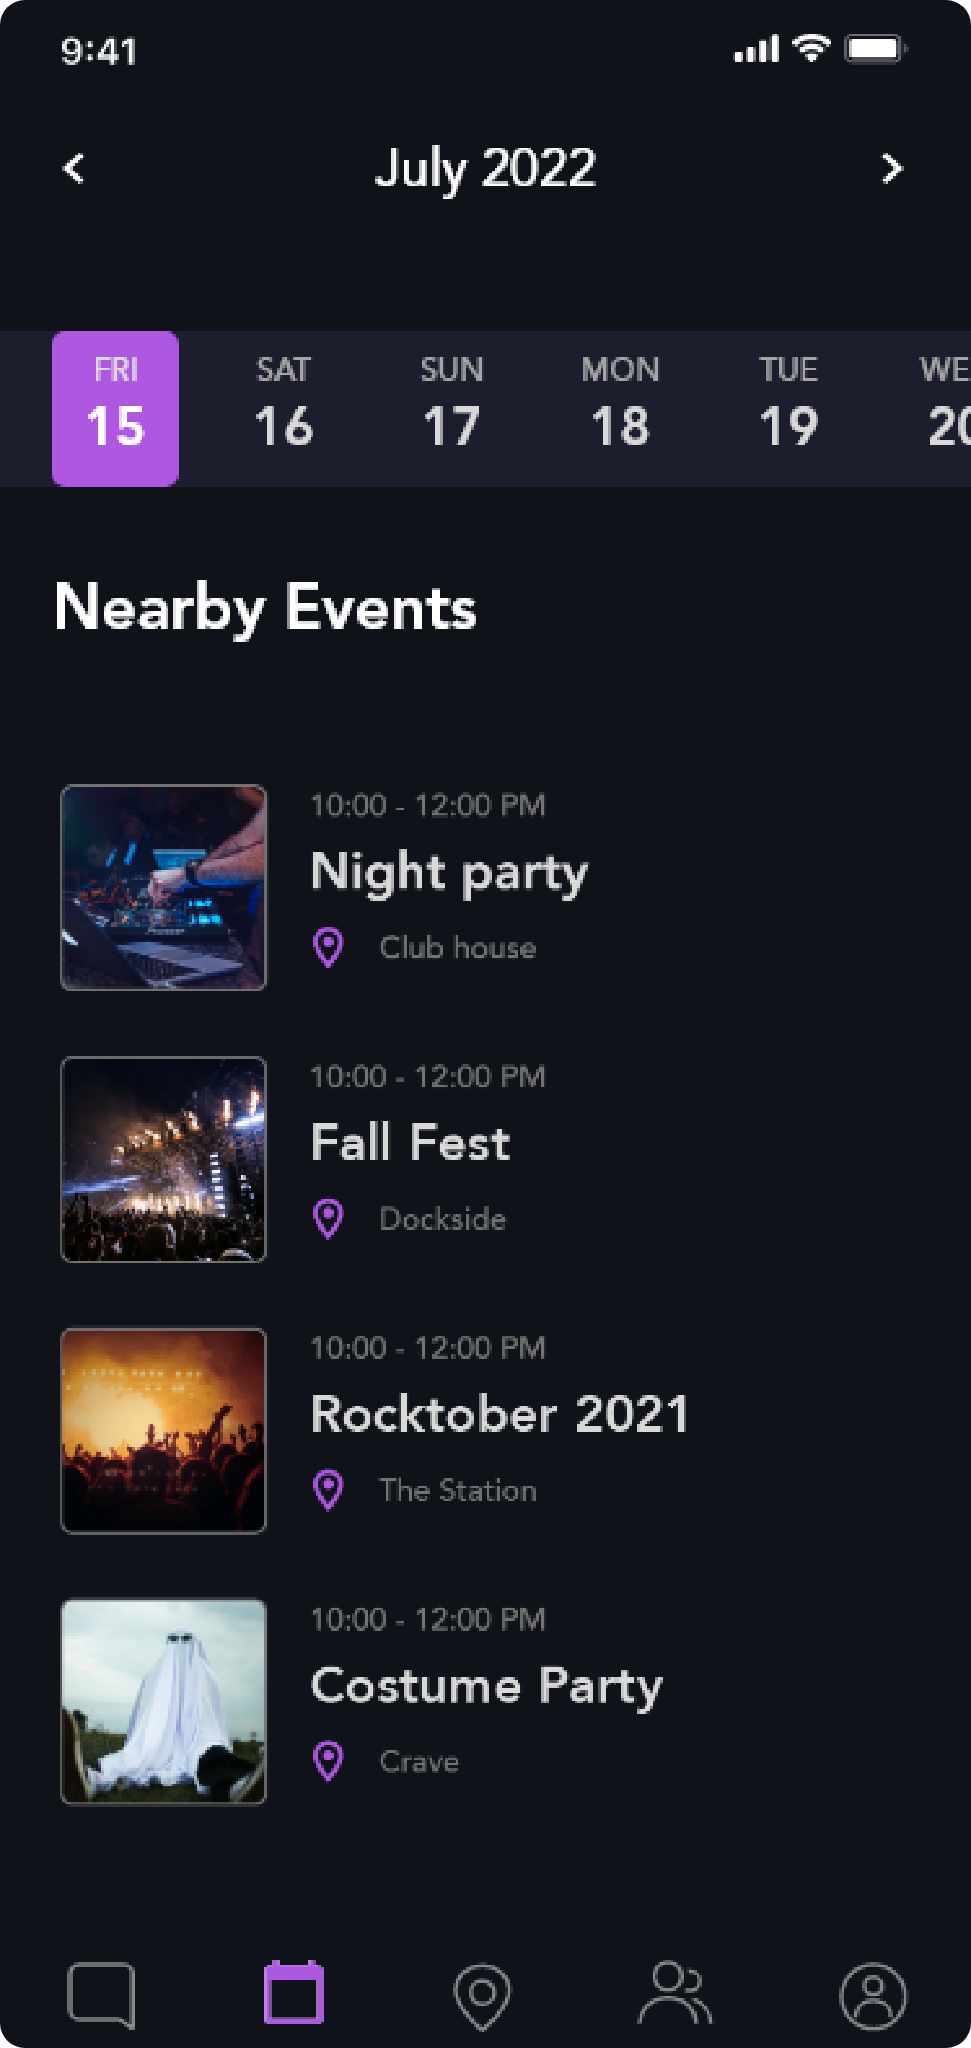 9:41
July 2022
FRI SAT SUN MON TUE WE
15 16 17 18 19 20
Nearby Events
10:00 - 12:00 PM
Night party
Club house
10:00 - 12:00 PM
Fall Fest
Dockside
10:00 - 12:00 PM
Rocktober 2021
The Station
10:00 - 12:00 PM
Costume Party
Crave